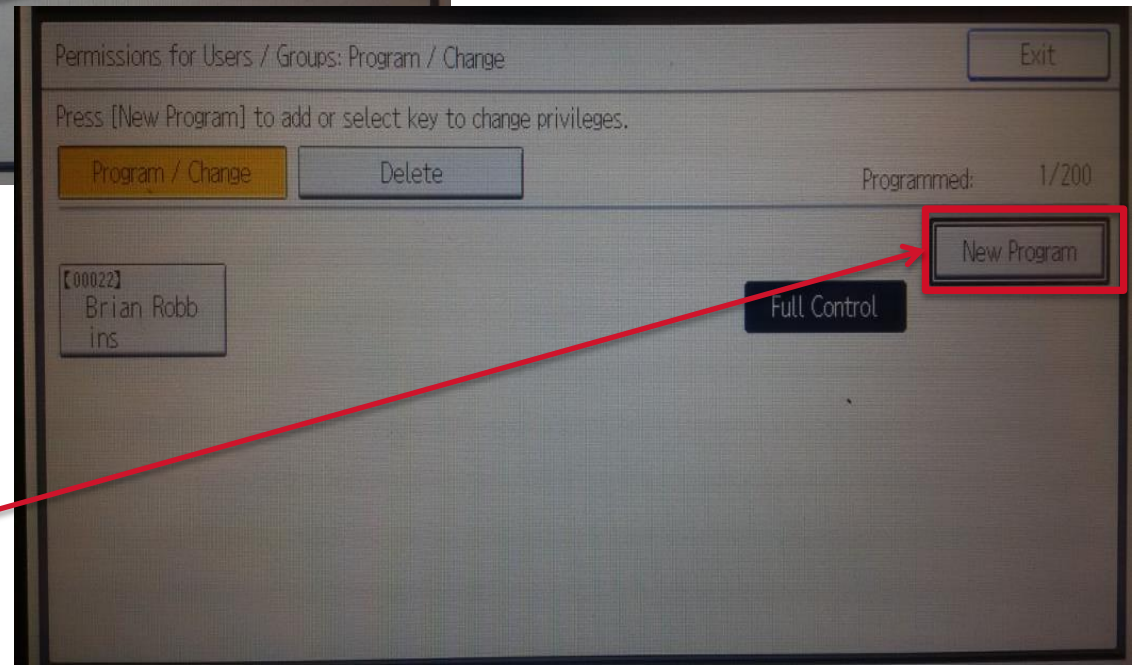 Permissions for Users / Groups: Program / Change
Exit
Press [New Program] to add or select key to change privileges.
Program / Change
Delete
Programmed: 1/200
New Program
【00022】
Brian Robb
ins
Full Control